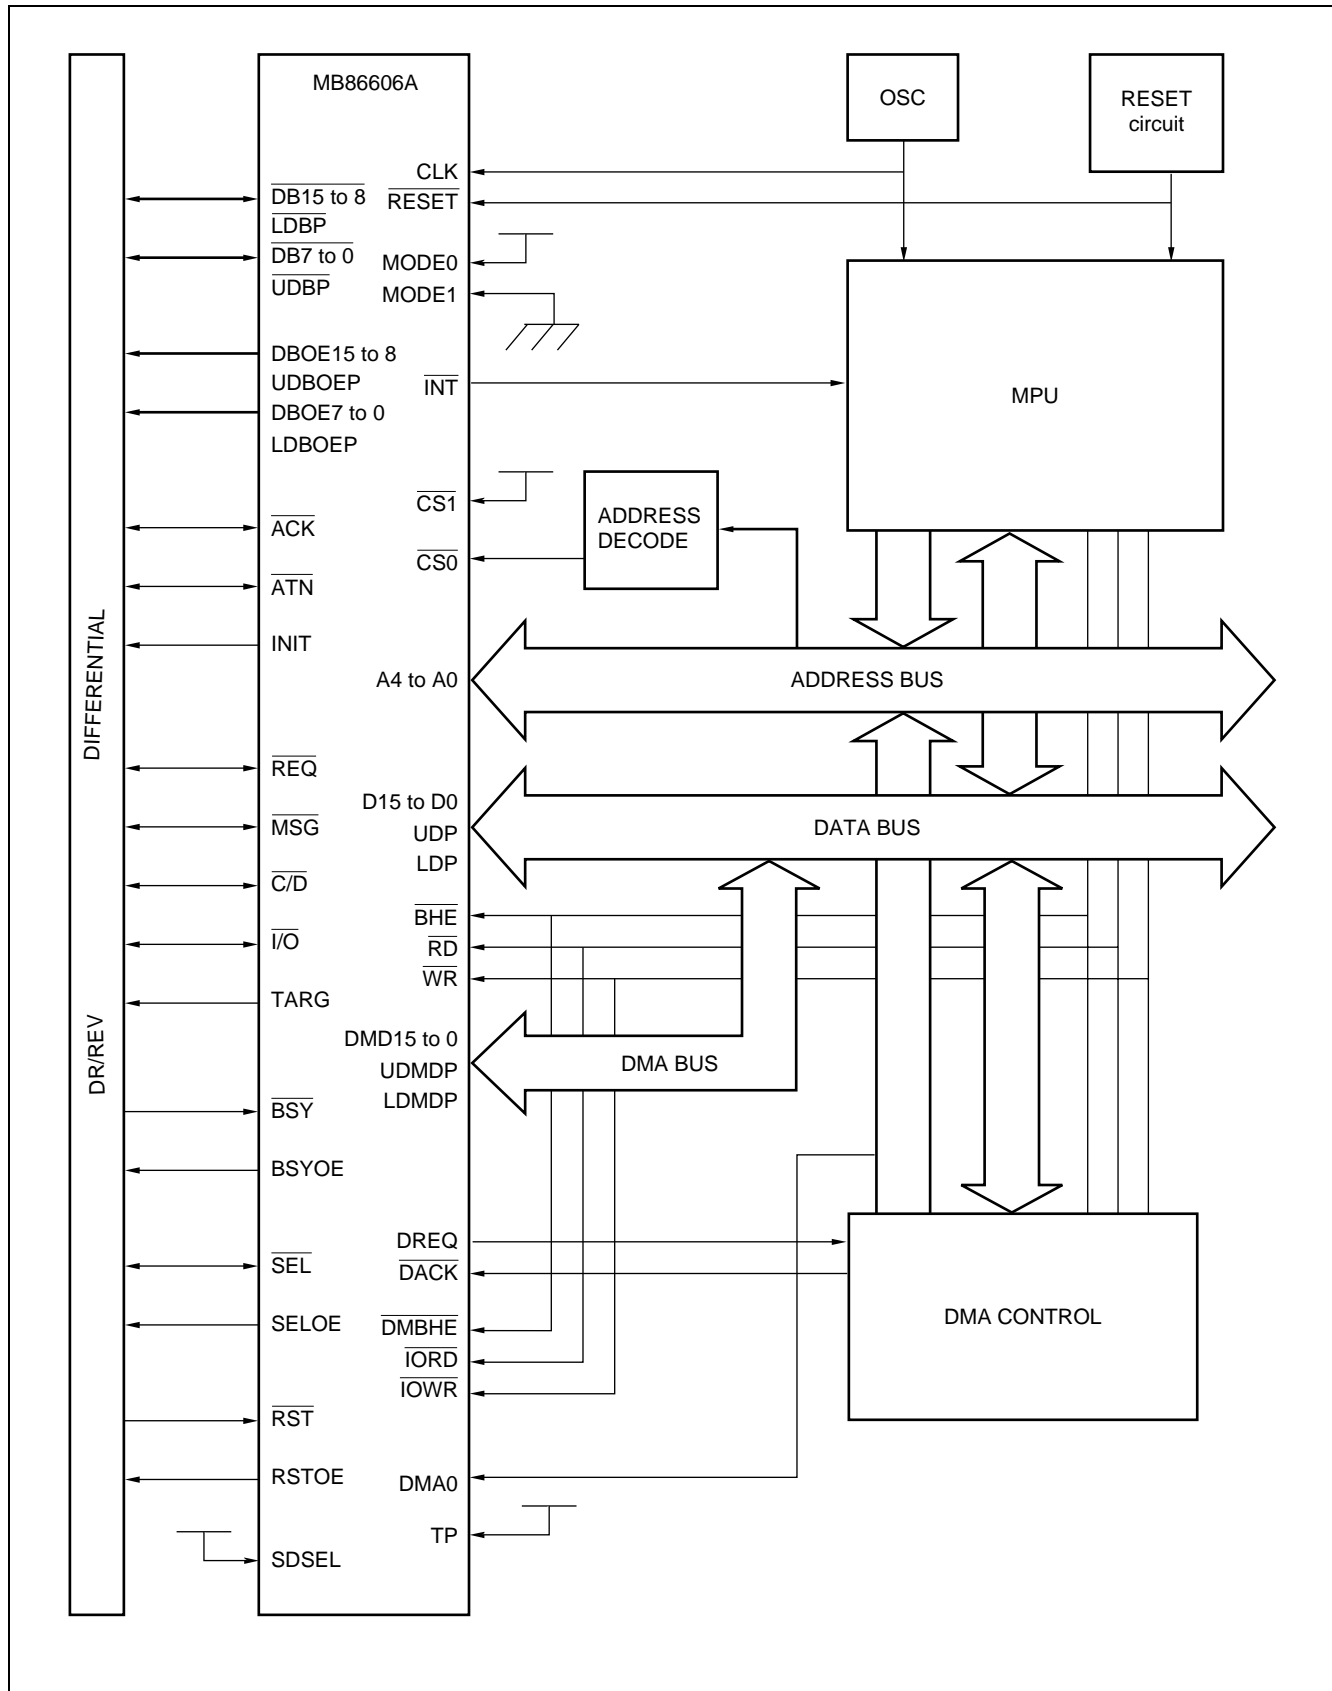 MB86606A
OSC
RESET
circuit
CLK
RESET
DB15 to 8
LDBP
DB7 to 0
UDBP
MODE0
MODE1
DBOE15 to 8
UDBOEP
DBOE7 to 0
LDBOEP
INT
MPU
CS1
CS0
ADDRESS
DECODE
ACK
ATN
INIT
A4 to A0
ADDRESS BUS
DIFFERENTIAL
DR/REV
REQ
MSG
C/D
I/O
TARG
D15 to D0
UDP
LDP
DATA BUS
BHE
RD
WR
DMD15 to 0
UDMDP
LDMDP
DMA BUS
BSY
BSYOE
SEL
SELOE
RST
RSTOE
SDSEL
DREQ
DACK
DMBHE
IORD
IOWR
DMA CONTROL
DMA0
TP